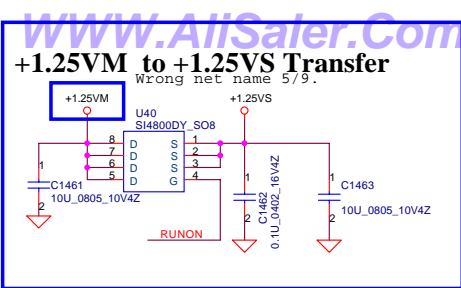 WWW.AliSaler.Com
+1.25VM to +1.25VS Transfer
Wrong net name 5/9.
+1.25VM
+1.25VS
U40
SI4800DY_SO8
8 D S 1
7 D S 2
6 D S 3
5 D G 4
1
C1461
2
10U_0805_10V4Z
1
C1462
2
0.1U_0402_16V4Z
1
C1463
2
10U_0805_10V4Z
RUNON